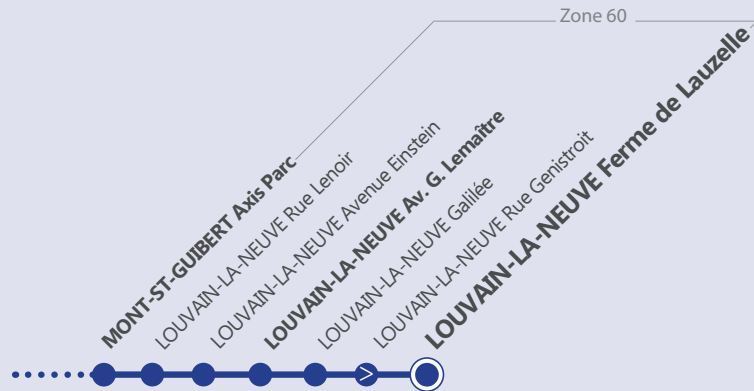 Zone 60
MONT-ST-GUIBERT Axis Parc
LOUVAIN-LA-NEUVE Rue Lenoir
LOUVAIN-LA-NEUVE Avenue Einstein
LOUVAIN-LA-NEUVE Av. G. Lemaître
LOUVAIN-LA-NEUVE Galilée
LOUVAIN-LA-NEUVE Rue Genistroit
LOUVAIN-LA-NEUVE Ferme de Lauzelle
>